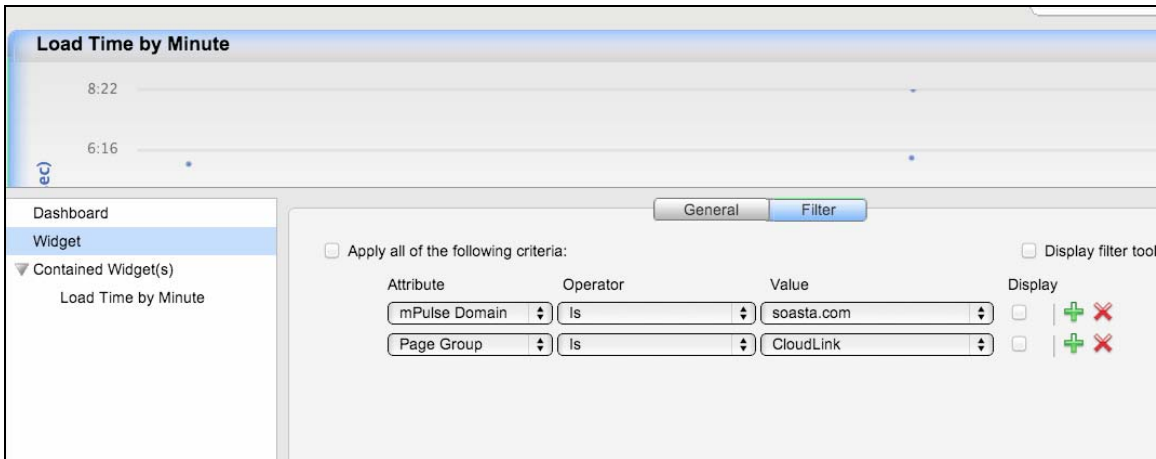 Load Time by Minute
8:22
6:16
ec)
Dashboard
Widget
Contained Widget(s)
Load Time by Minute
General Filter
Apply all of the following criteria: Display filter tool
Attribute Operator Value Display
mPulse Domain Is soasta.com
Page Group Is CloudLink